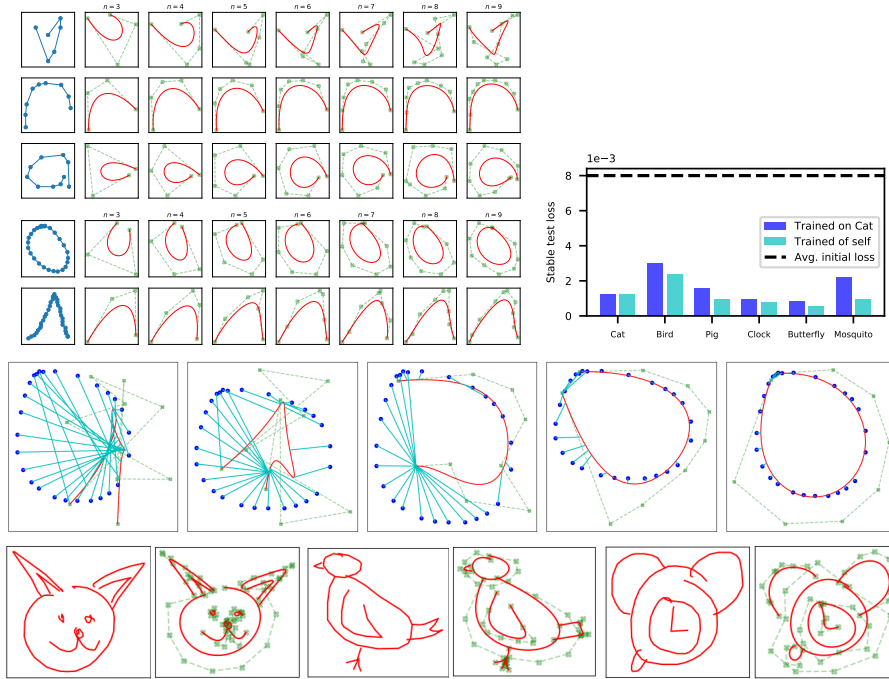 n = 3 n = 4 n = 5 n = 6 n = 7 n = 8 n = 9
1e−3
8
6
4
2
0
Stable test loss
Trained on Cat
Trained of self
Avg. initial loss
Cat Bird Pig Clock Butterfly Mosquito
n = 3 n = 4 n = 5 n = 6 n = 7 n = 8 n = 9